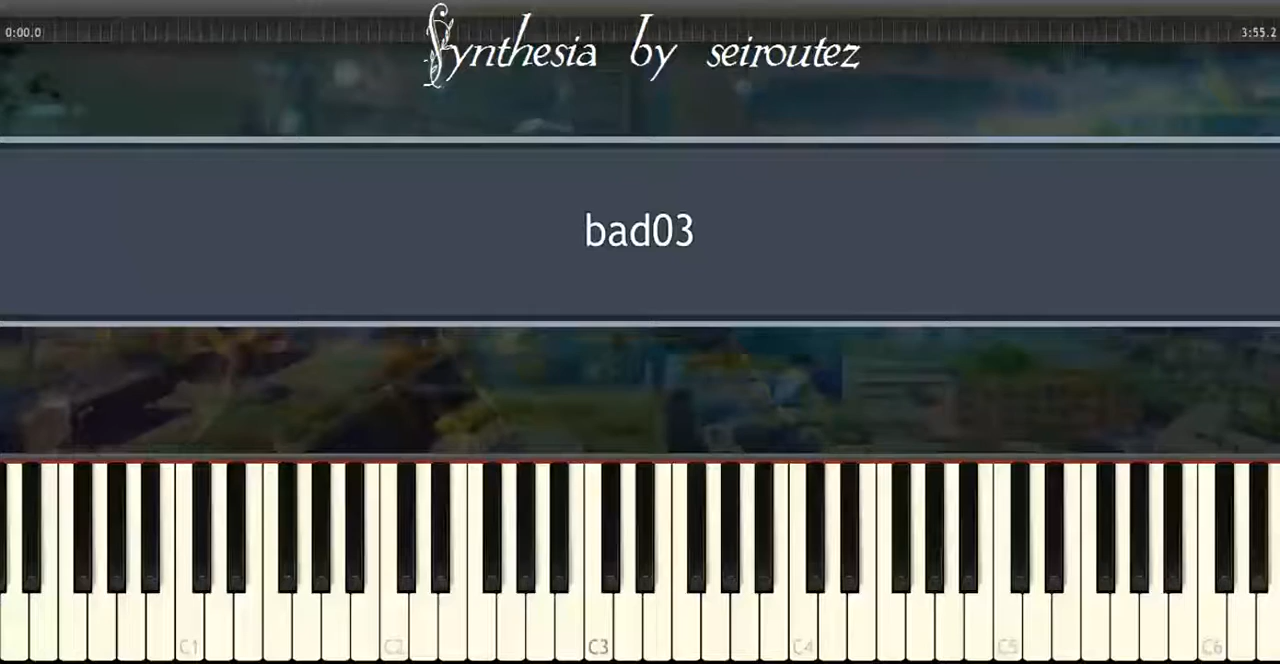 0:00.0
3:55.2
Synthesia by seiroutez
bad03
C1 C2 C3 C4 C5 C6